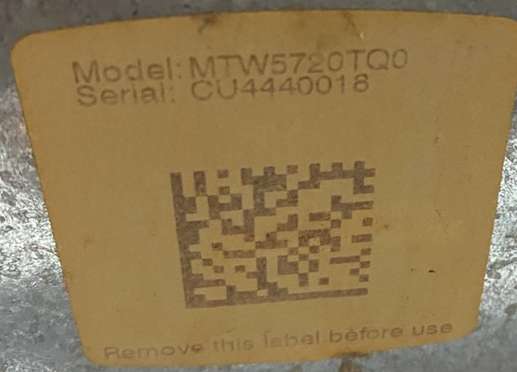 Model: MTW5720TQ0
Serial: CU4440018
Remove this label before use